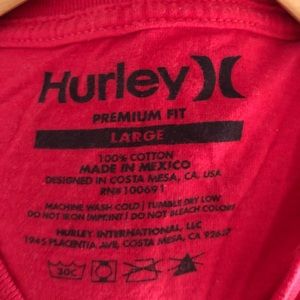 Hurley
PREMIUM FIT
LARGE
100% COTTON
MADE IN MEXICO
DESIGNED IN COSTA MESA, CA, USA
RN#100691
MACHINE WASH COLD | TUMBLE DRY LOW
DO NOT IRON IMPRINT | DO NOT BLEACH COLORS
HURLEY INTERNATIONAL, LLC
1945 PLACENTIA AVE, COSTA MESA, CA 92627
30C